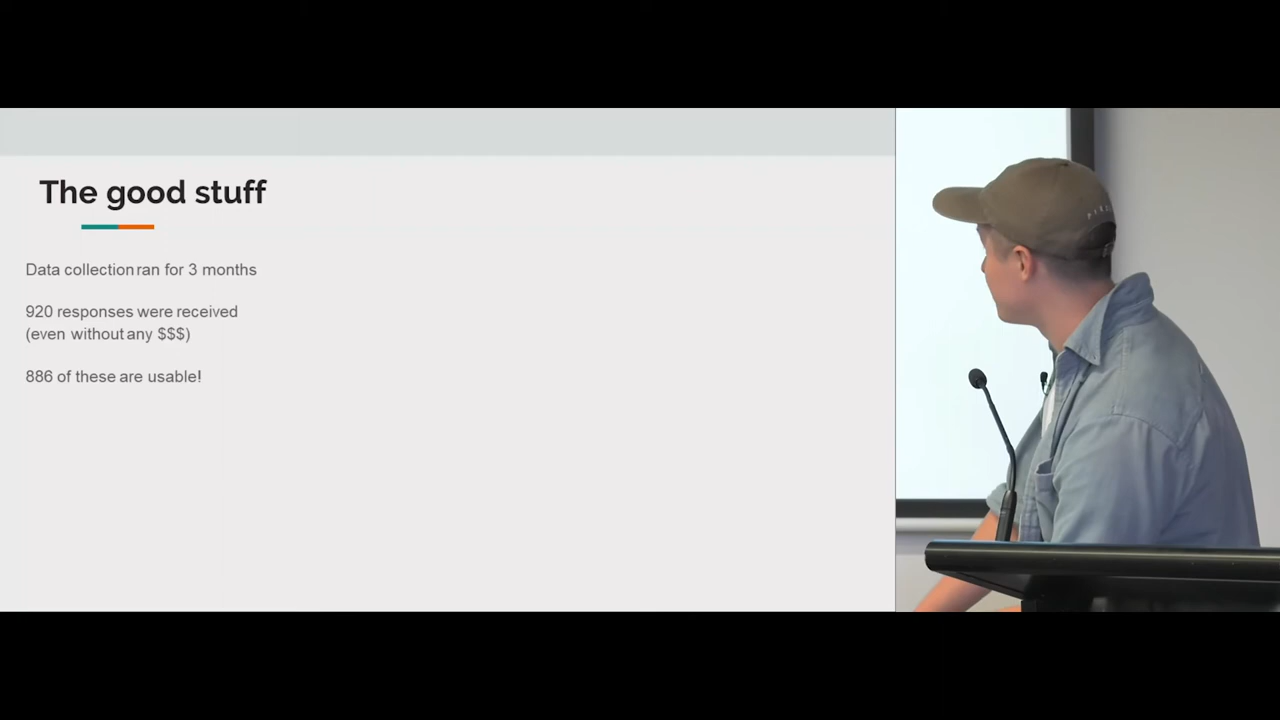 The good stuff
Data collection ran for 3 months
920 responses were received
(even without any $$$)
886 of these are usable!